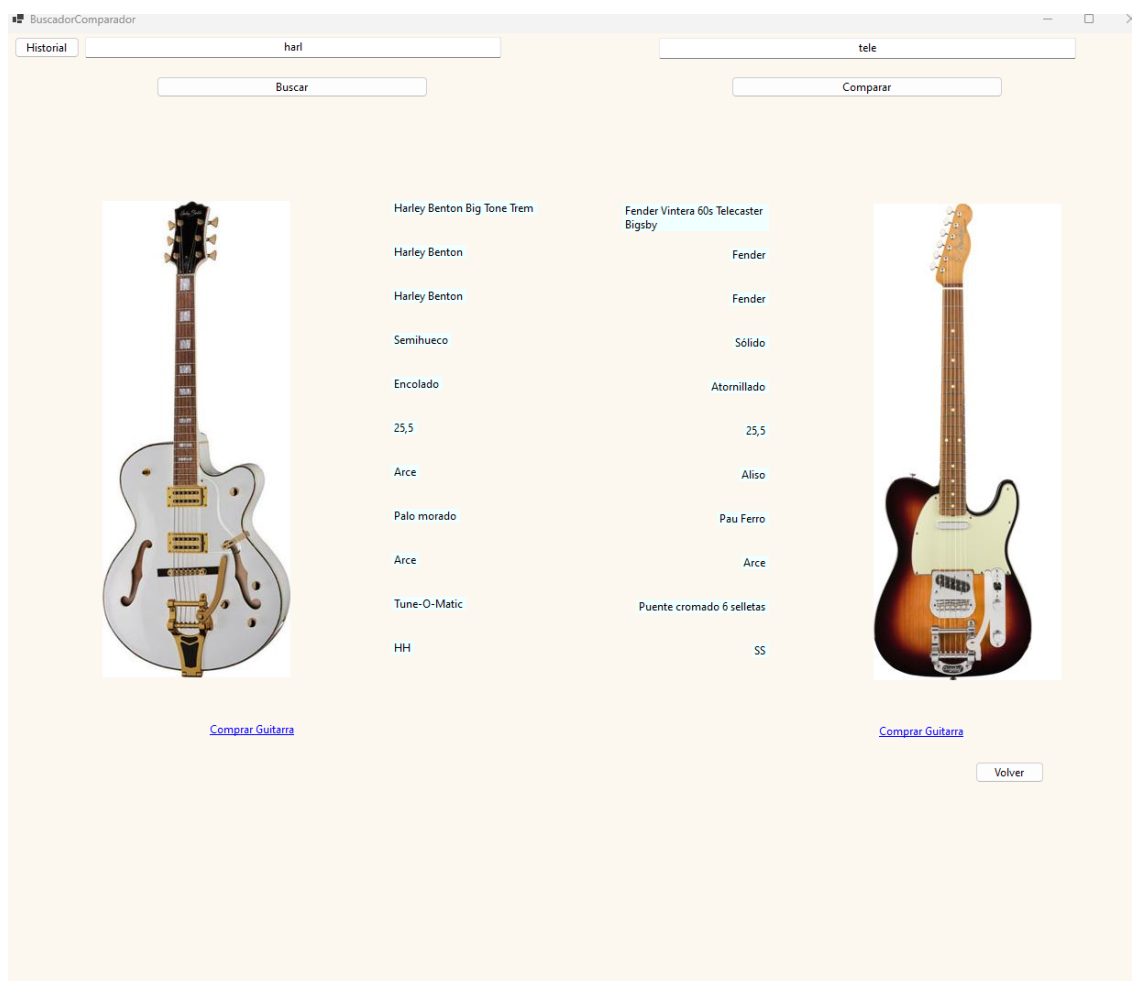 BuscadorComparador
Historial
harl
tele
Buscar
Comparar
Harley Benton Big Tone Trem
Fender Vintera 60s Telecaster
Bigsby
Harley Benton
Fender
Harley Benton
Fender
Semihueco
Sólido
Encolado
Atornillado
25,5
25,5
Arce
Aliso
Palo morado
Pau Ferro
Arce
Arce
Tune-O-Matic
Puente cromado 6 selletas
HH
SS
Comprar Guitarra
Comprar Guitarra
Volver